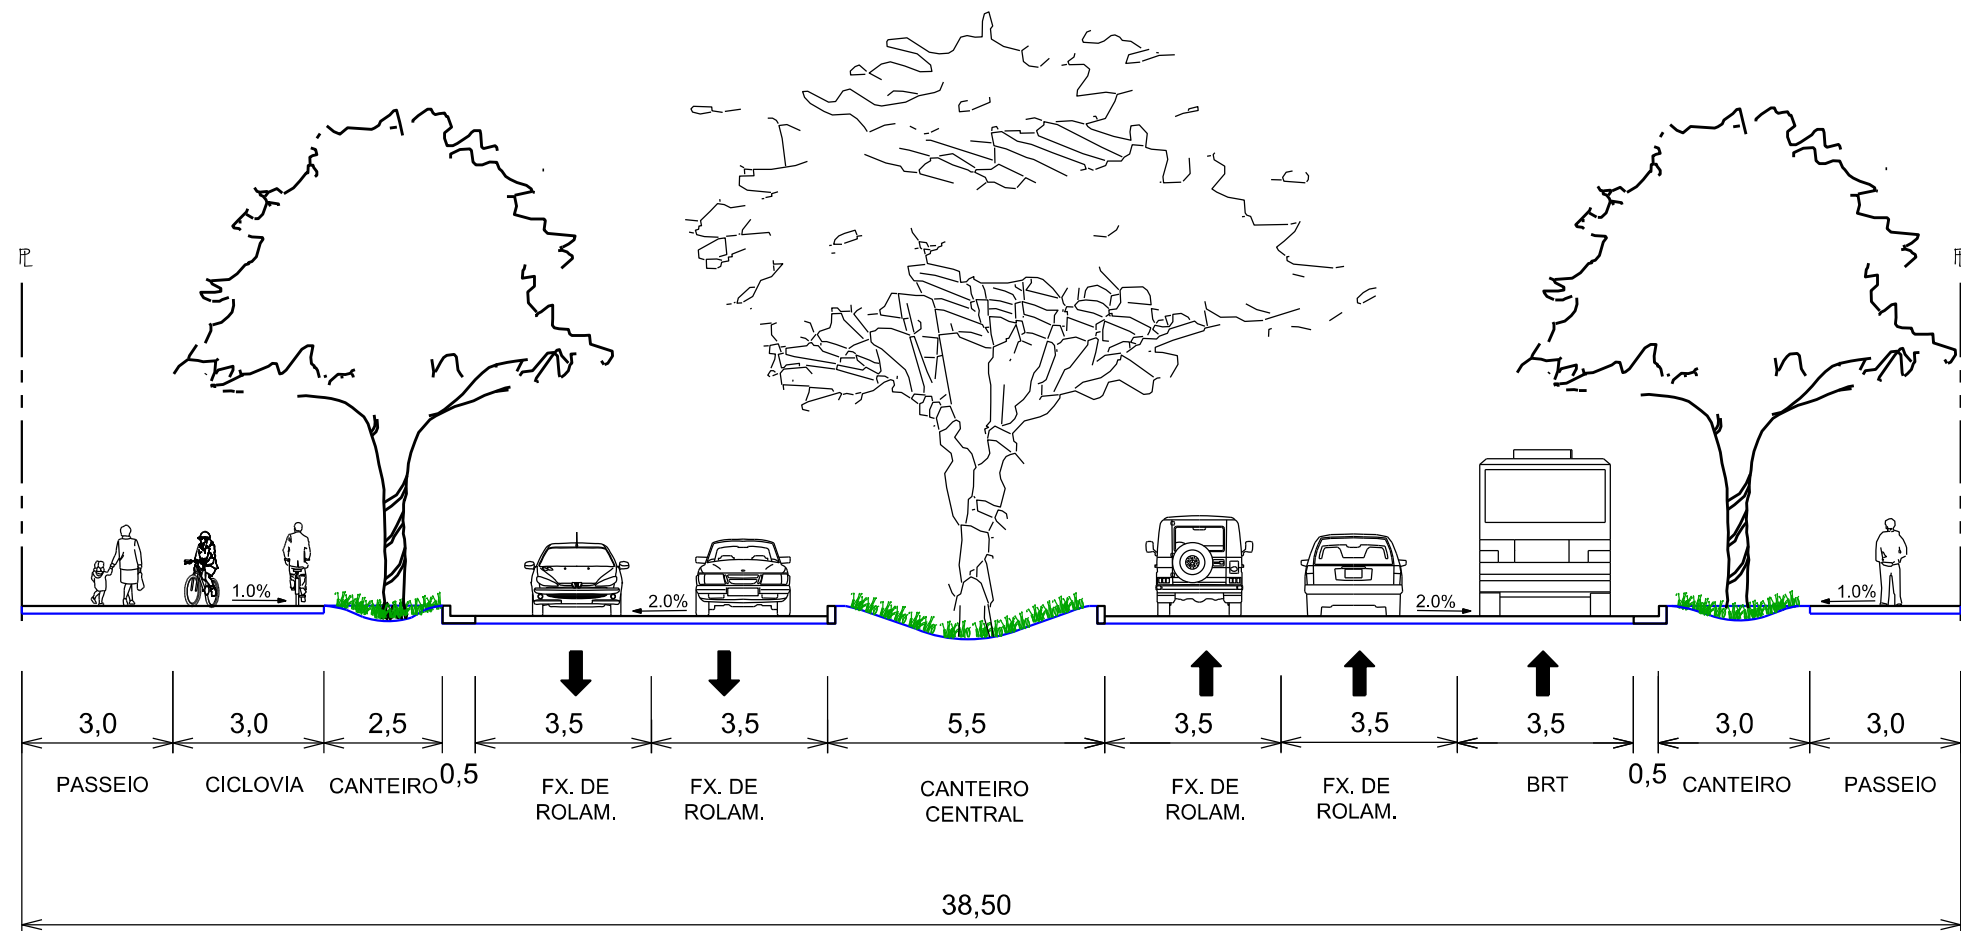 PL
PL
1.0%
2.0%
2.0%
1.0%
3,0
3,0
2,5
3,5
3,5
5,5
3,5
3,5
3,5
3,0
3,0
0,5
0,5
PASSEIO
CICLOVIA
CANTEIRO
FX. DE
ROLAM.
FX. DE
ROLAM.
CANTEIRO
CENTRAL
FX. DE
ROLAM.
FX. DE
ROLAM.
BRT
CANTEIRO
PASSEIO
38,50